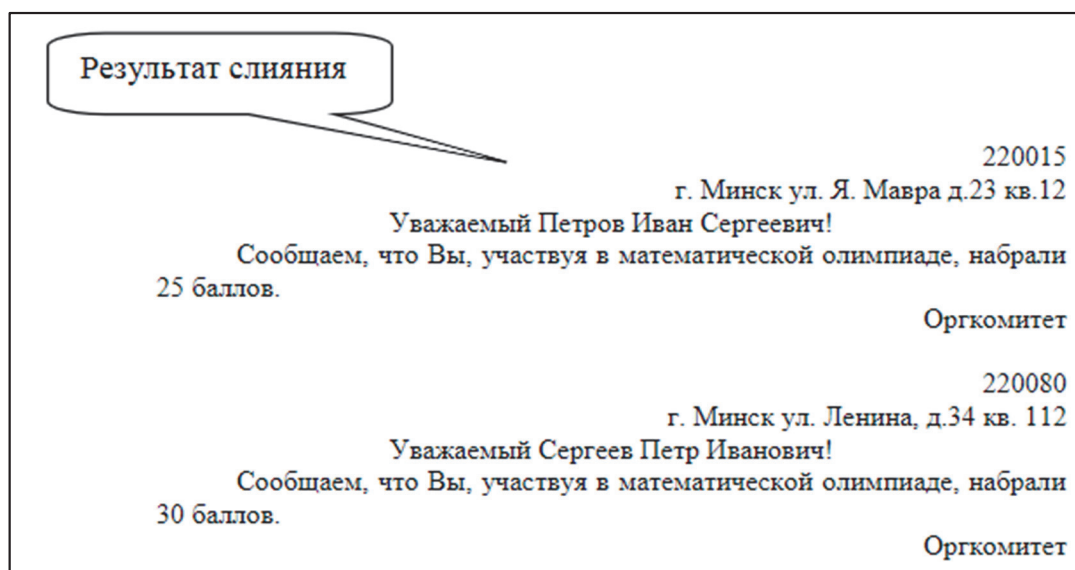 Результат слияния
220015
г. Минск ул. Я. Мавра д.23 кв.12
Уважаемый Петров Иван Сергеевич!
Сообщаем, что Вы, участвуя в математической олимпиаде, набрали
25 баллов.
Оргкомитет
220080
г. Минск ул. Ленина, д.34 кв. 112
Уважаемый Сергеев Петр Иванович!
Сообщаем, что Вы, участвуя в математической олимпиаде, набрали
30 баллов.
Оргкомитет